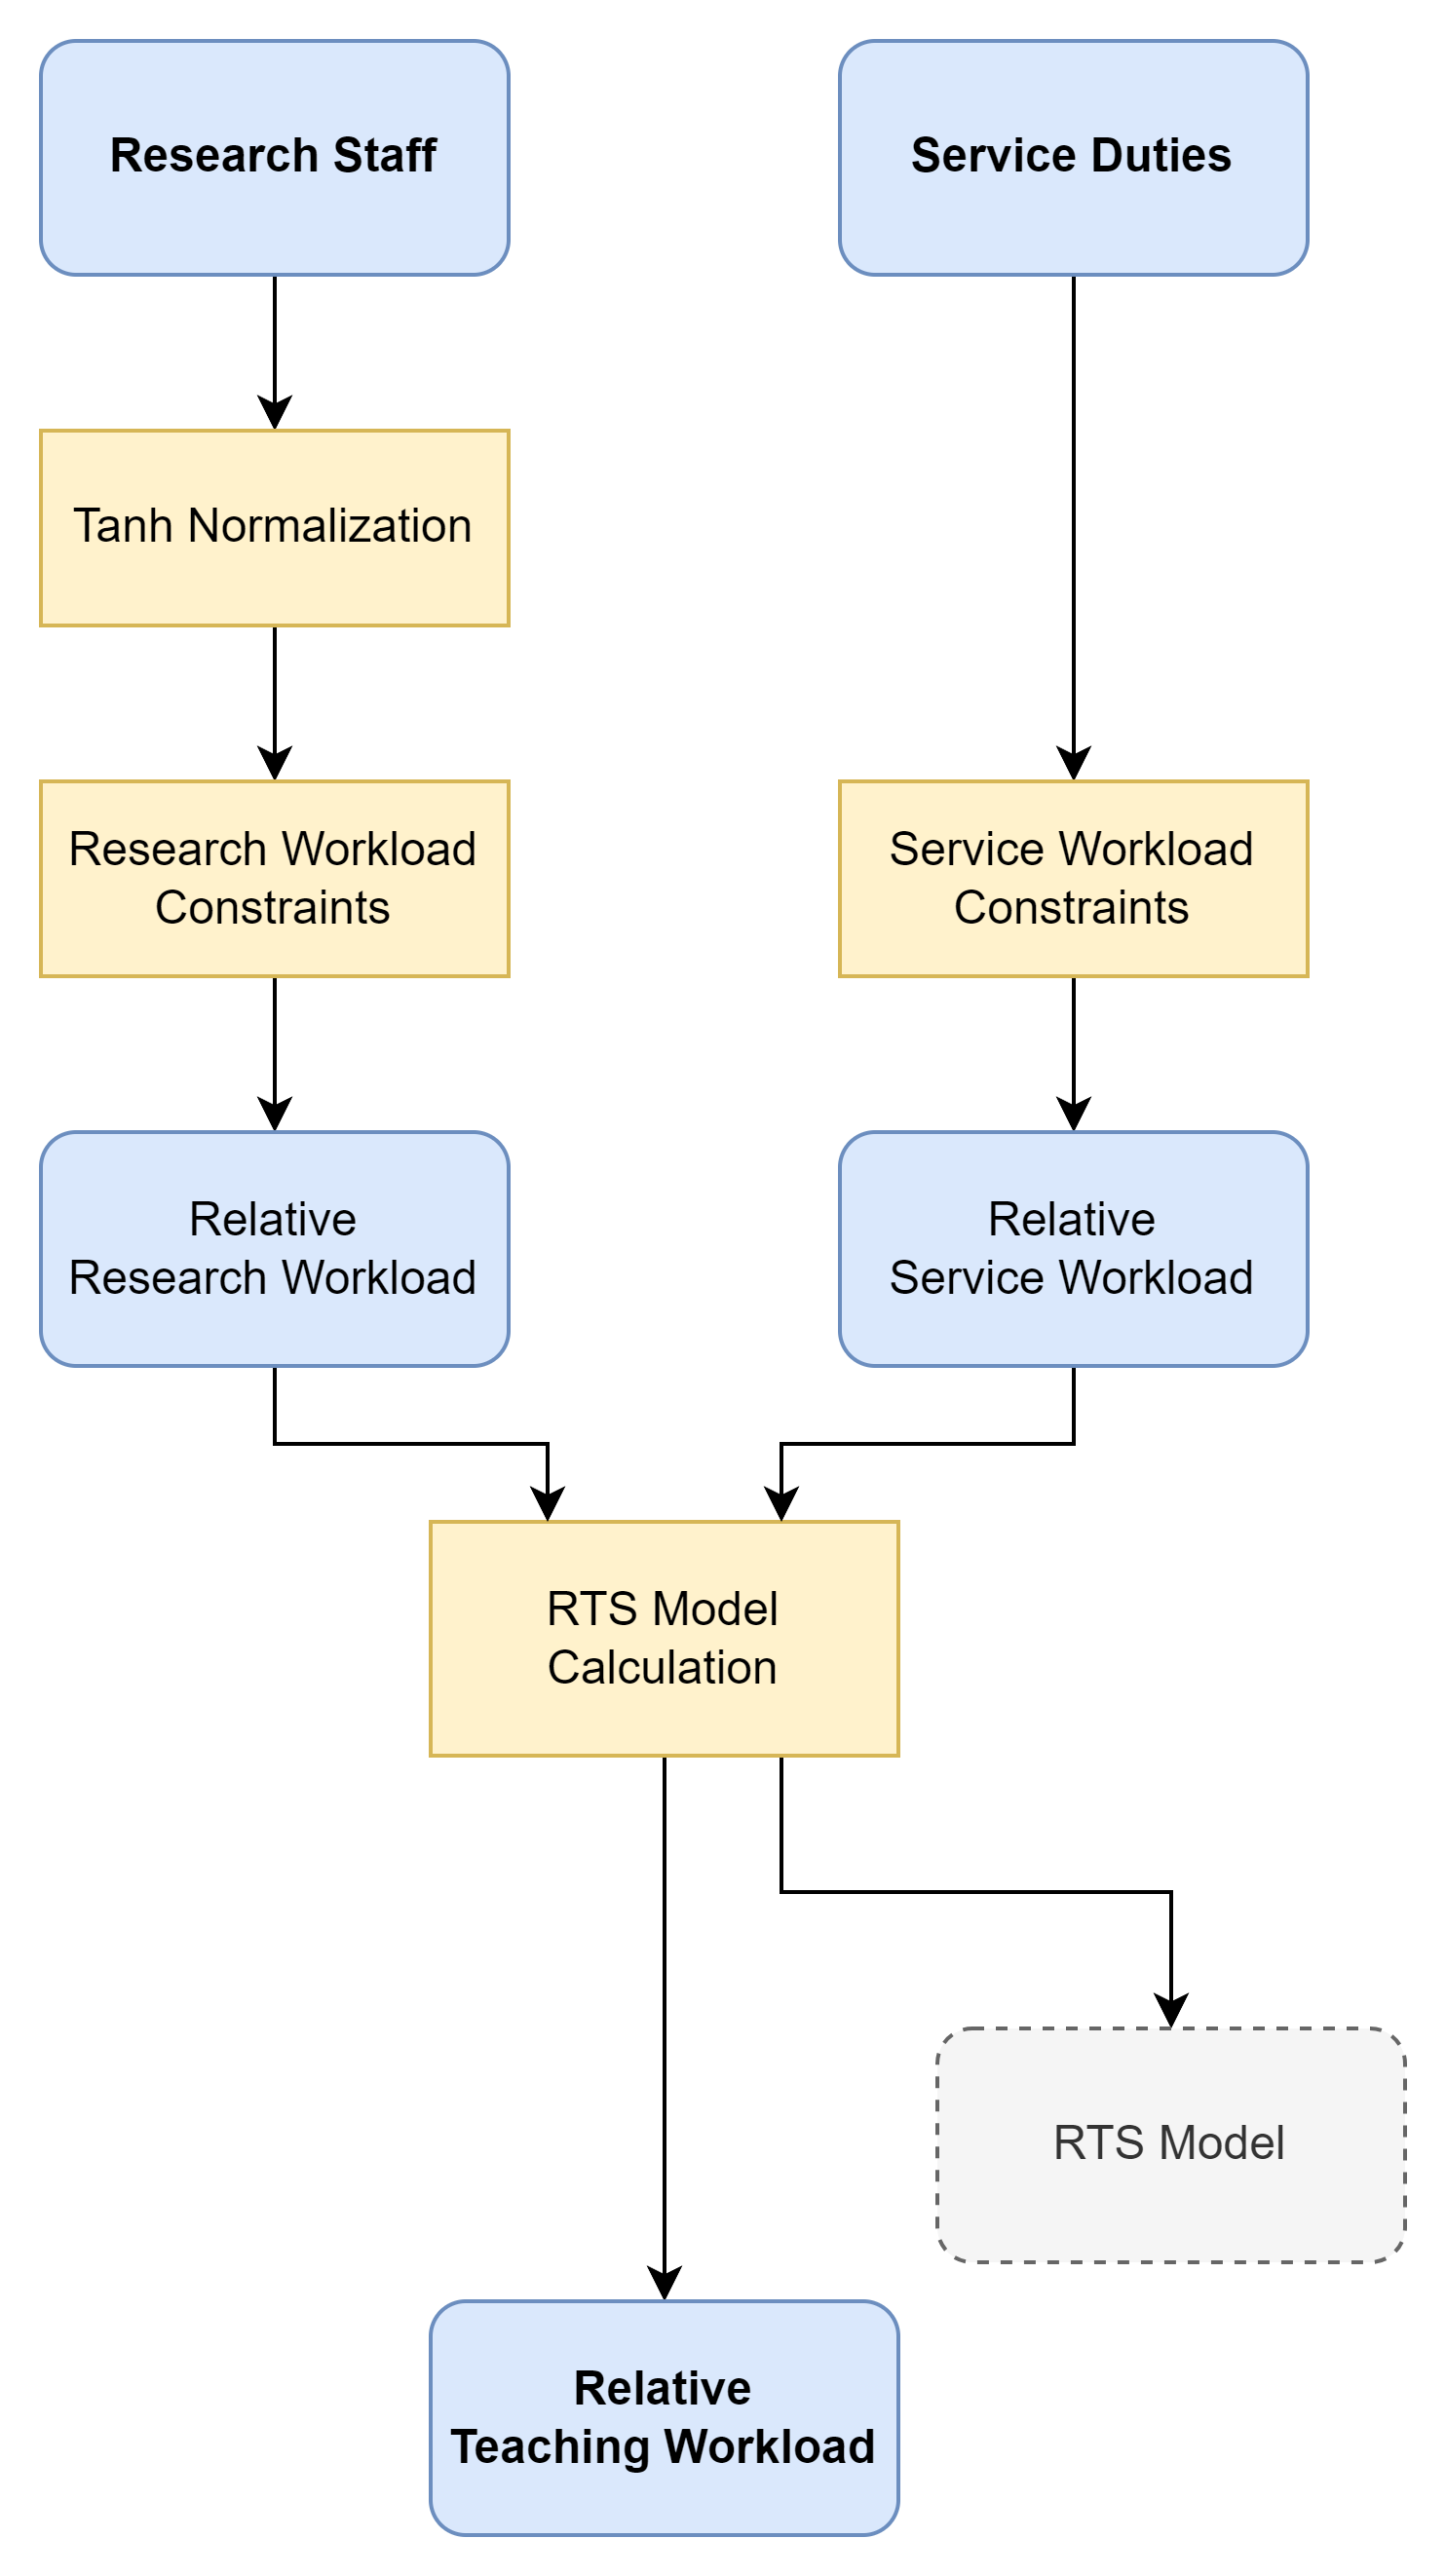 Research Staff
Service Duties
Tanh Normalization
Research Workload
Constraints
Service Workload
Constraints
Relative
Research Workload
Relative
Service Workload
RTS Model
Calculation
RTS Model
Relative
Teaching Workload